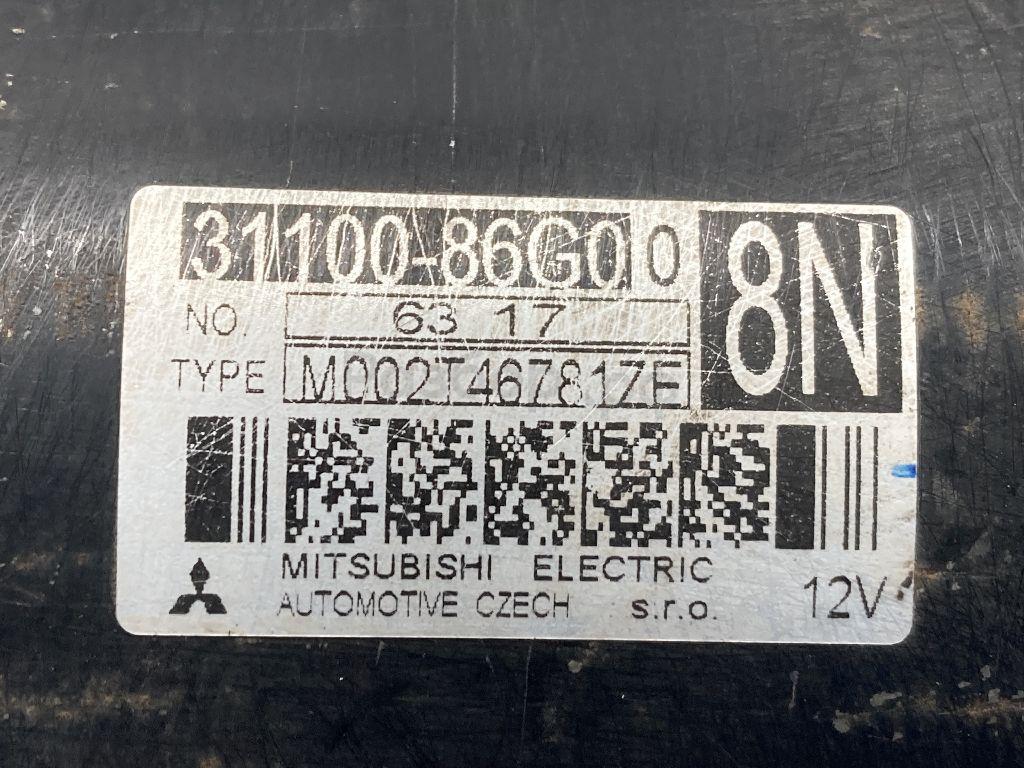 31100-86G00
8N
NO. 63 17
TYPE M002T46781ZE
MITSUBISHI ELECTRIC
AUTOMOTIVE CZECH s.r.o.
12V